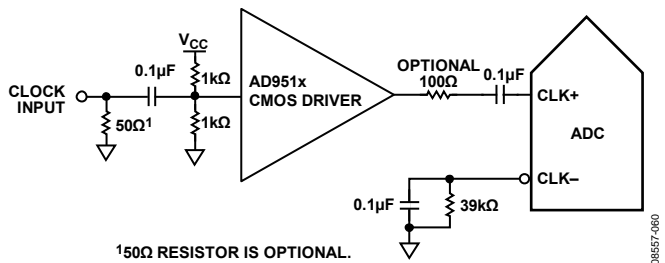 V_CC
0.1µF
1kΩ
CLOCK
INPUT
50Ω¹
1kΩ
AD951x
CMOS DRIVER
OPTIONAL
100Ω
0.1µF
CLK+
ADC
CLK–
0.1µF
39kΩ
¹50Ω RESISTOR IS OPTIONAL.
08557-060